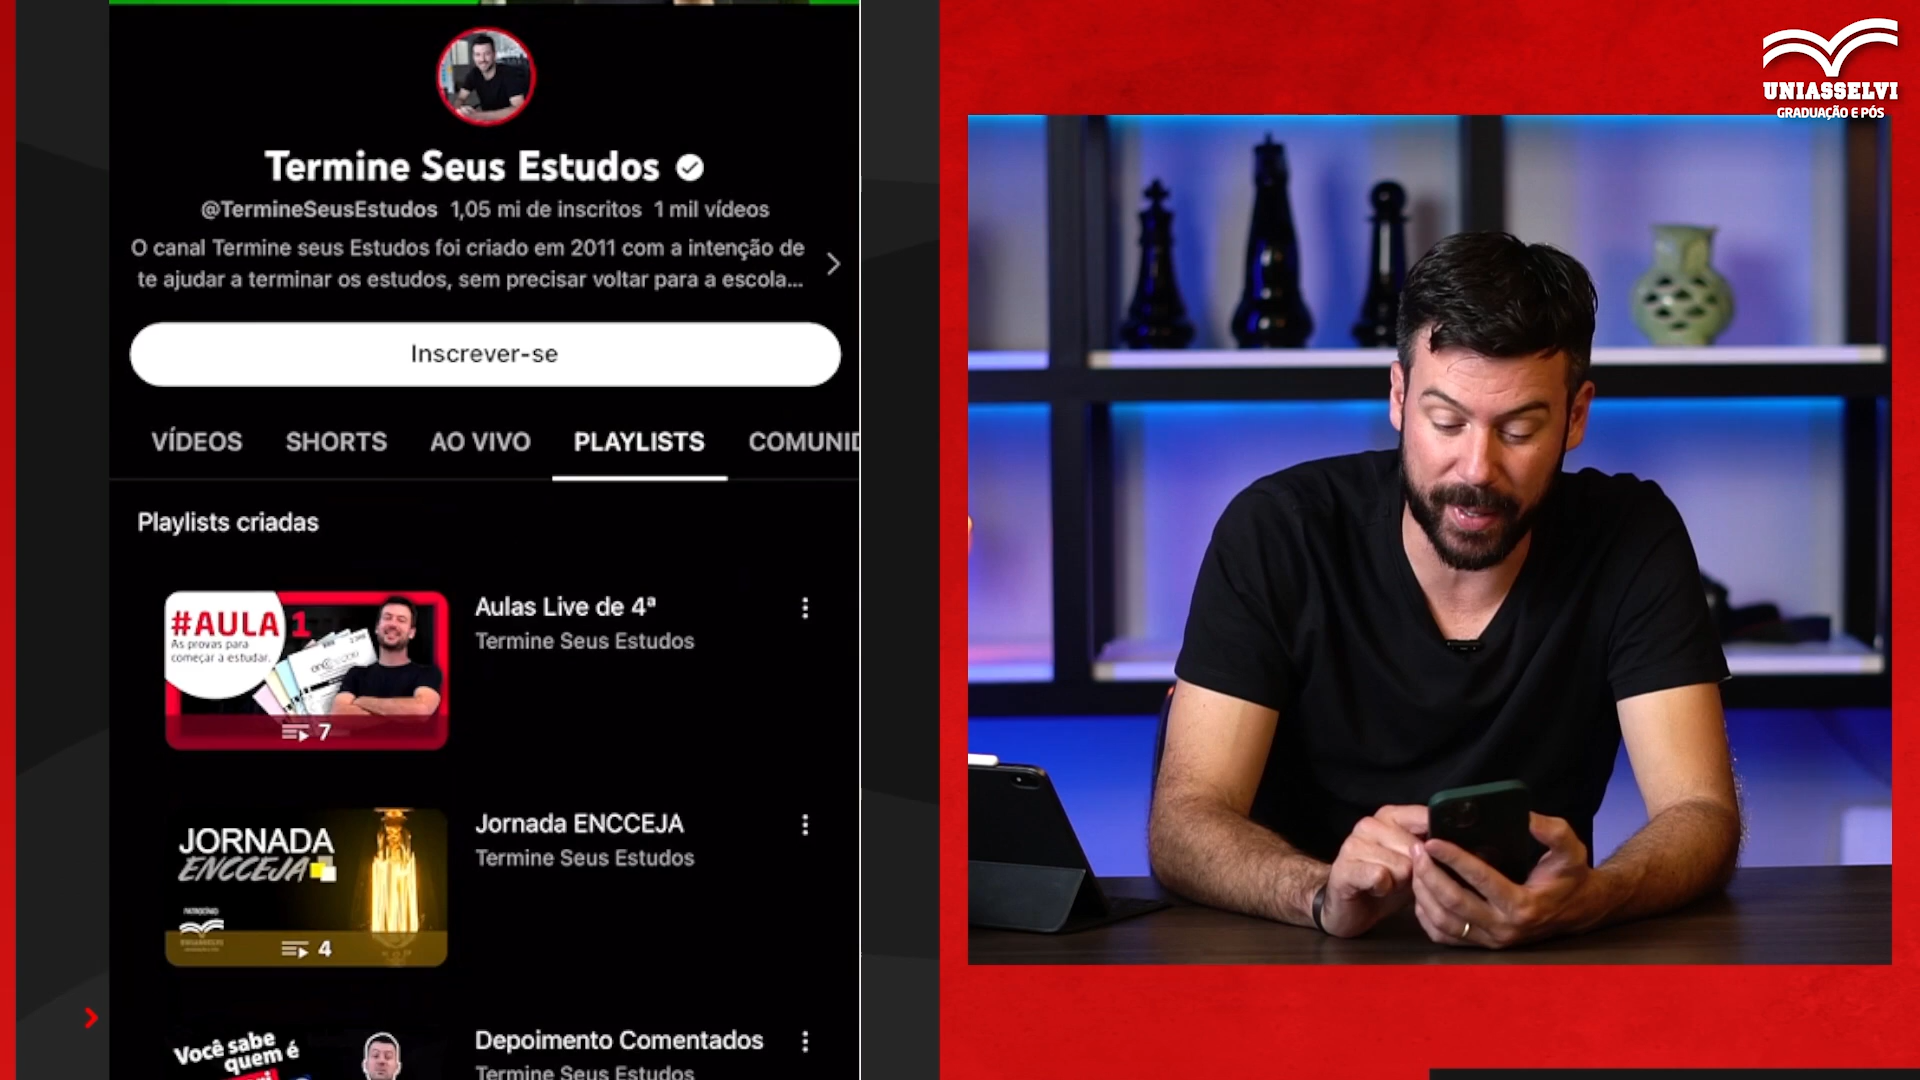 Termine Seus Estudos
@TermineSeusEstudos 1,05 mi de inscritos 1 mil vídeos
O canal Termine seus Estudos foi criado em 2011 com a intenção de
te ajudar a terminar os estudos, sem precisar voltar para a escola...
Inscrever-se
VÍDEOS SHORTS AO VIVO PLAYLISTS COMUNID
Playlists criadas
#AULA 1
As provas para
começar a estudar.
7
Aulas Live de 4ª
Termine Seus Estudos
JORNADA
ENCCEJA
PATROCÍNIO
UNIASSELVI
4
Jornada ENCCEJA
Termine Seus Estudos
Você sabe
quem é
Depoimento Comentados
Termine Seus Estudos
UNIASSELVI
GRADUAÇÃO E PÓS